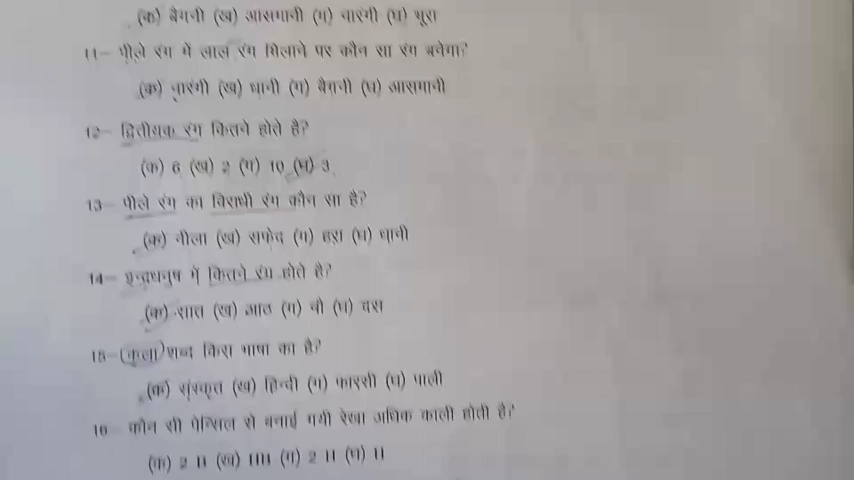 (क) बैगनी (ख) आसमानी (ग) नारंगी (घ) भूरा
11– पीले रंग में लाल रंग मिलाने पर कौन सा रंग बनेगा?
(क) नारंगी (ख) धानी (ग) बैगनी (घ) आसमानी
12– द्वितीयक रंग कितने होते है?
(क) 6 (ख) 2 (ग) 10 (घ) 3
13– पीले रंग का विरोधी रंग कौन सा है?
(क) नीला (ख) सफेद (ग) हरा (घ) धानी
14– इन्द्रधनुष में कितने रंग होते है?
(क) सात (ख) आठ (ग) नौ (घ) दस
15–(कला) शब्द किस भाषा का है?
(क) संस्कृत (ख) हिन्दी (ग) फारसी (घ) पाली
16– कौन सी पेन्सिल से बनाई गयी रेखा अधिक काली होती है?
(क) 2 H (ख) (ग) 2 H (घ) H